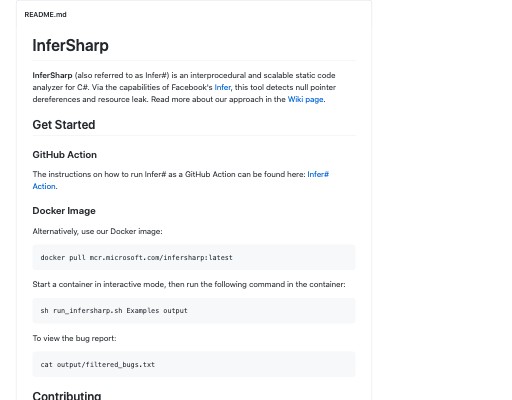 README.md
InferSharp
InferSharp (also referred to as Infer#) is an interprocedural and scalable static code
analyzer for C#. Via the capabilities of Facebook's Infer, this tool detects null pointer
dereferences and resource leak. Read more about our approach in the Wiki page.
Get Started
GitHub Action
The instructions on how to run Infer# as a GitHub Action can be found here: Infer#
Action.
Docker Image
Alternatively, use our Docker image:
docker pull mcr.microsoft.com/infersharp:latest
Start a container in interactive mode, then run the following command in the container:
sh run_infersharp.sh Examples output
To view the bug report:
cat output/filtered_bugs.txt
Contributing